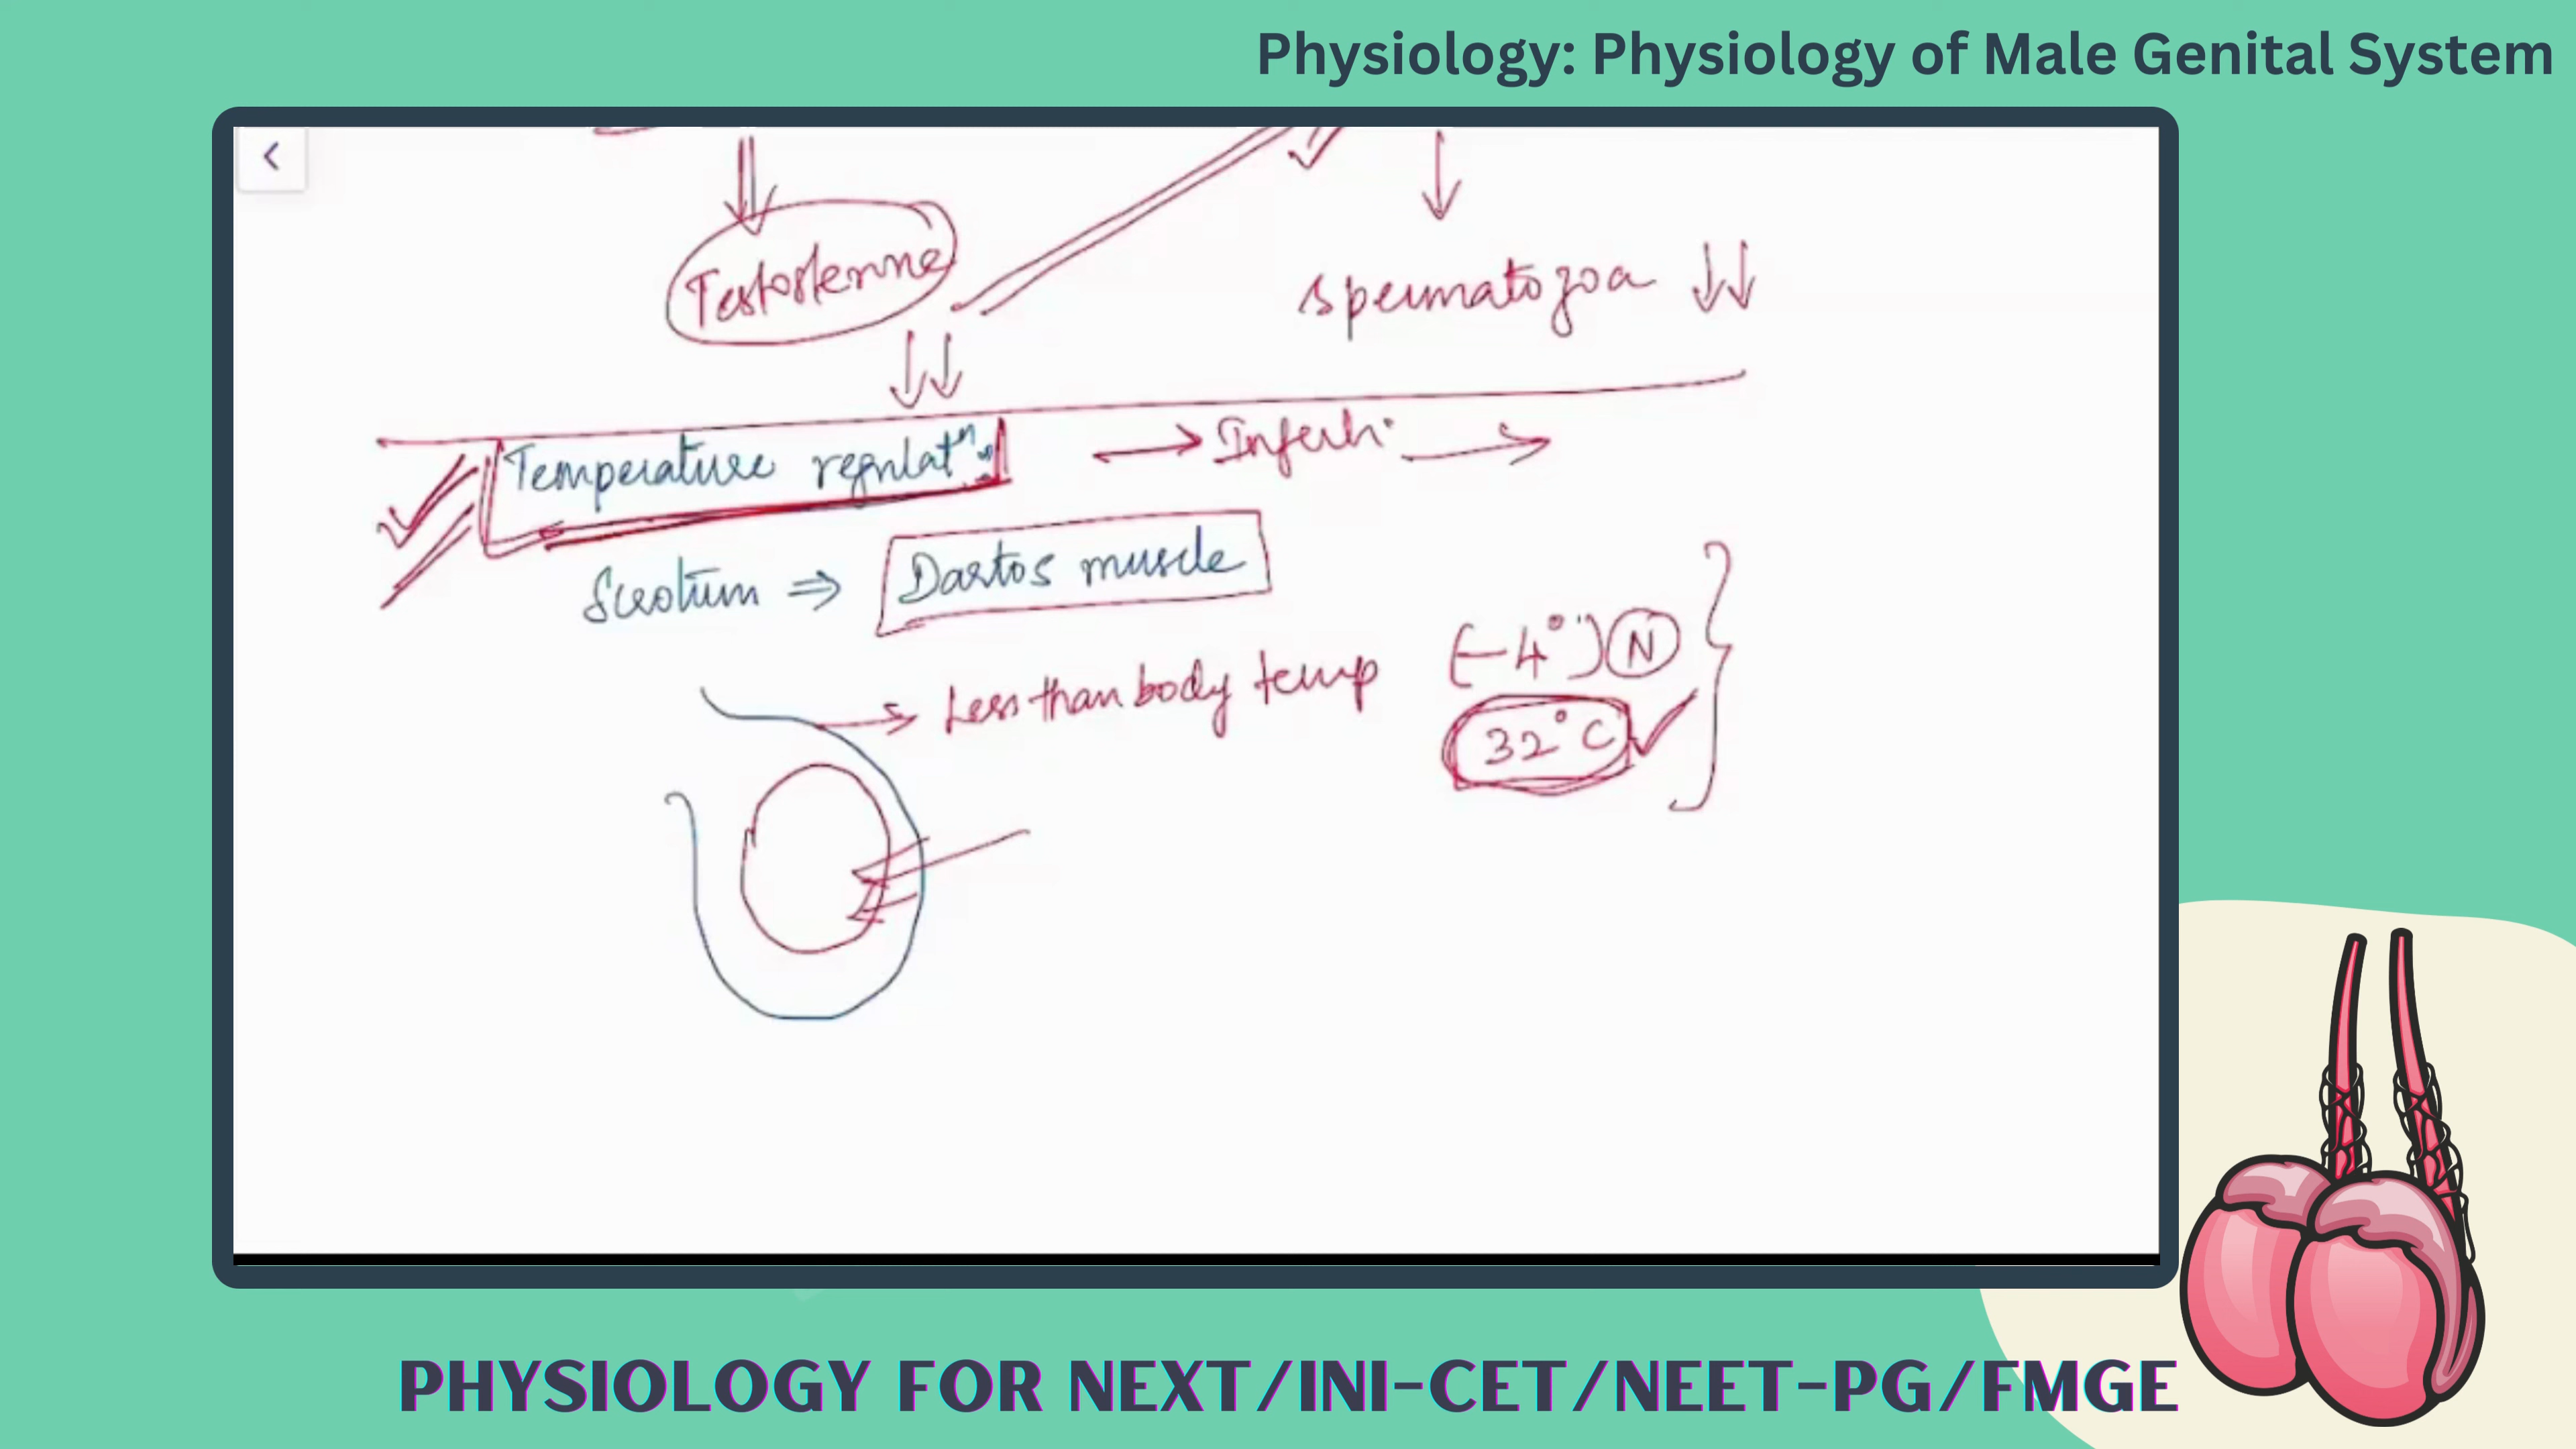 Physiology: Physiology of Male Genital System
Testosterone
spermatozoa ↓↓
↓↓
Temperature regulatⁿ: → Inferti →
Scrotum ⇒ Dartos muscle
(-4°) N
→ Less than body temp
32°C
PHYSIOLOGY FOR NEXT/INI-CET/NEET-PG/FMGE